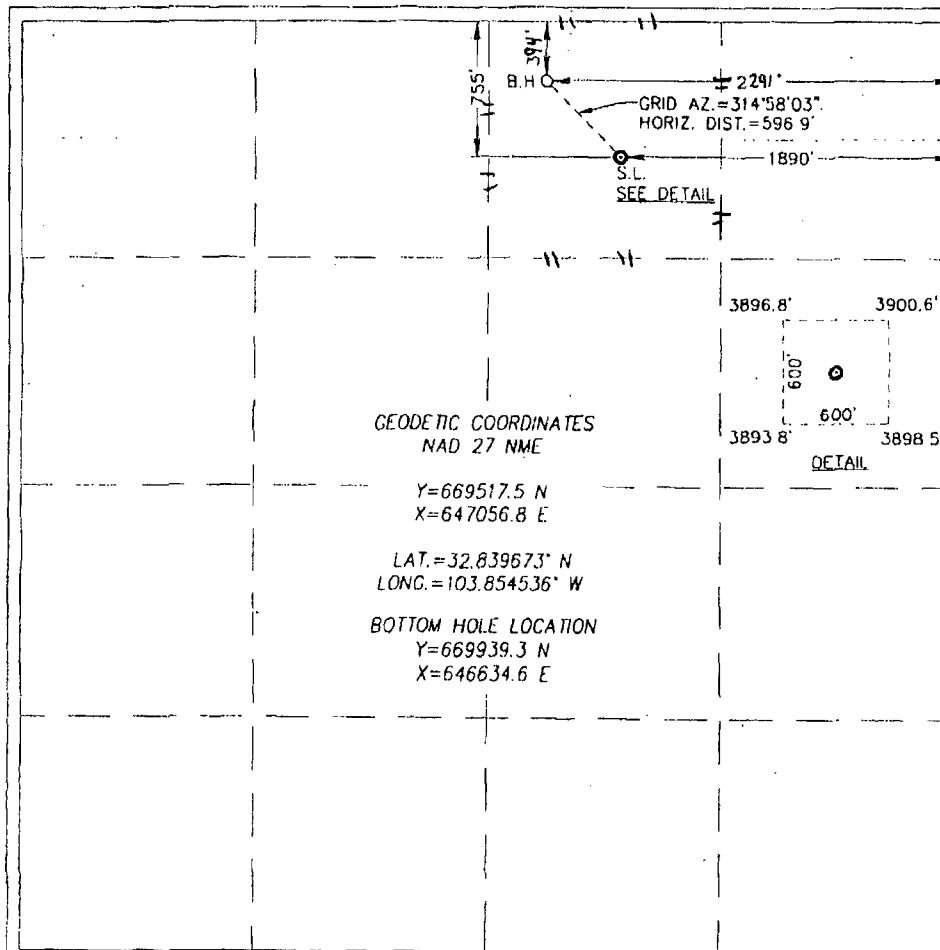 394'
755'
B.H
2291'
GRID AZ.=314°58'03".
HORIZ. DIST.=596 9'
1890'
S.L.
SEE DETAIL
3896.8' 3900.6'
600'
600'
3893 8' 3898 5
DETAIL
GEODETIC COORDINATES
NAD 27 NME
Y=669517.5 N
X=647056.8 E
LAT.=32.839673° N
LONG.=103.854536° W
BOTTOM HOLE LOCATION
Y=669939.3 N
X=646634.6 E